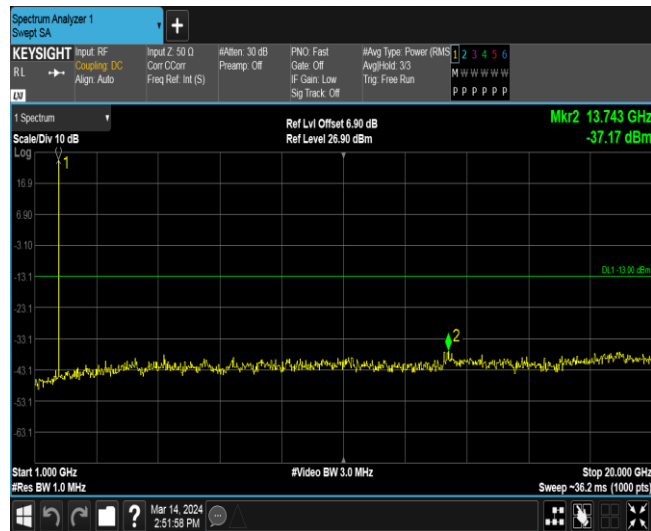 Spectrum Analyzer 1
Swept SA
KEYSIGHT
RL
LXI
Input: RF
Coupling: DC
Align: Auto
Input Z: 50 Ω
Corr CCorr
Freq Ref: Int (S)
#Atten: 30 dB
Preamp: Off
PNO: Fast
Gate: Off
IF Gain: Low
Sig Track: Off
#Avg Type: Power (RMS
Avg|Hold: 3/3
Trig: Free Run
1 2 3 4 5 6
M W W W W W
P P P P P P
1 Spectrum
Scale/Div 10 dB
Log
Ref Lvl Offset 6.90 dB
Ref Level 26.90 dBm
Mkr2 13.743 GHz
-37.17 dBm
1
16.9
6.90
-3.10
-13.1
DL1 -13.00 dBm
-23.1
-33.1
2
-43.1
-53.1
-63.1
Start 1.000 GHz
#Video BW 3.0 MHz
Stop 20.000 GHz
#Res BW 1.0 MHz
Sweep ~36.2 ms (1000 pts)
?
Mar 14, 2024
2:51:58 PM